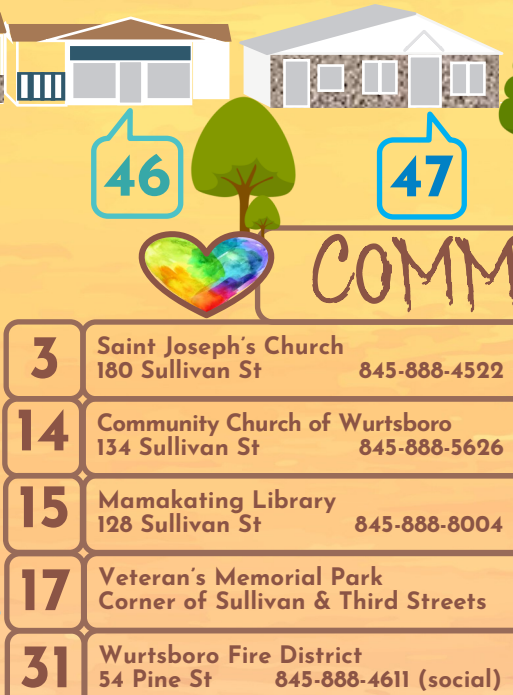 46
47
COMM
3
Saint Joseph's Church
180 Sullivan St 845-888-4522
14
Community Church of Wurtsboro
134 Sullivan St 845-888-5626
15
Mamakating Library
128 Sullivan St 845-888-8004
17
Veteran's Memorial Park
Corner of Sullivan & Third Streets
31
Wurtsboro Fire District
54 Pine St 845-888-4611 (social)